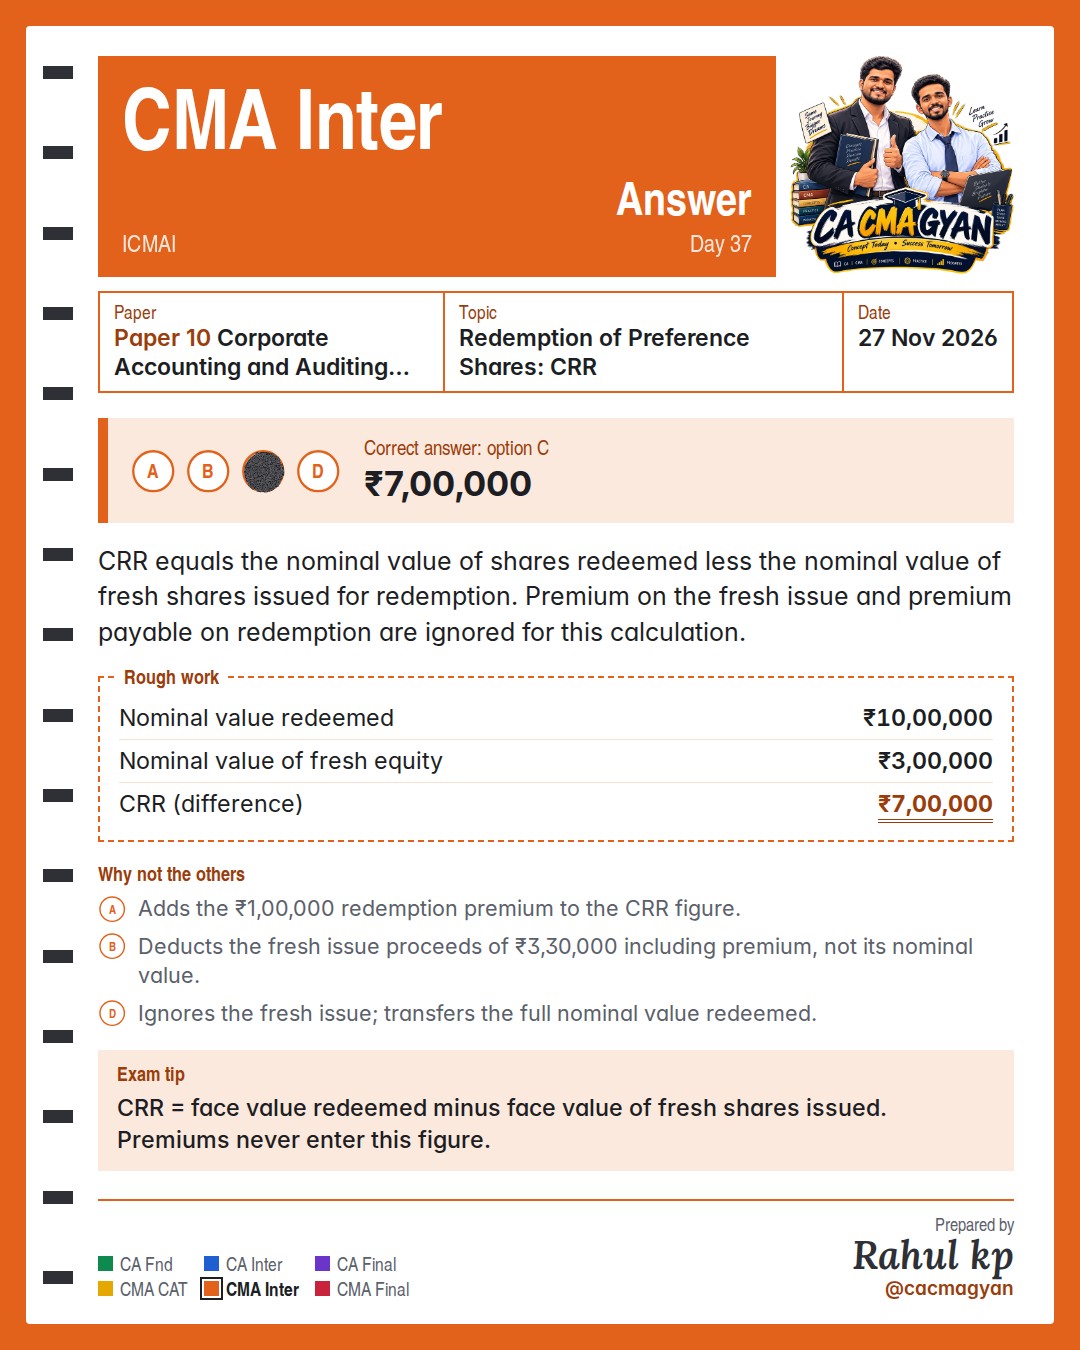 CMA Inter
Answer
ICMAI
Day 37
CA CMA GYAN
Concept Today • Success Tomorrow
Learn
Practice
Grow
Paper
Paper 10 Corporate
Accounting and Auditing...
Topic
Redemption of Preference
Shares: CRR
Date
27 Nov 2026
A B D
Correct answer: option C
₹7,00,000
CRR equals the nominal value of shares redeemed less the nominal value of
fresh shares issued for redemption. Premium on the fresh issue and premium
payable on redemption are ignored for this calculation.
Rough work
Nominal value redeemed ₹10,00,000
Nominal value of fresh equity ₹3,00,000
CRR (difference) ₹7,00,000
Why not the others
A Adds the ₹1,00,000 redemption premium to the CRR figure.
B Deducts the fresh issue proceeds of ₹3,30,000 including premium, not its nominal
value.
D Ignores the fresh issue; transfers the full nominal value redeemed.
Exam tip
CRR = face value redeemed minus face value of fresh shares issued.
Premiums never enter this figure.
CA Fnd CA Inter CA Final
CMA CAT CMA Inter CMA Final
Prepared by
Rahul kp
@cacmagyan